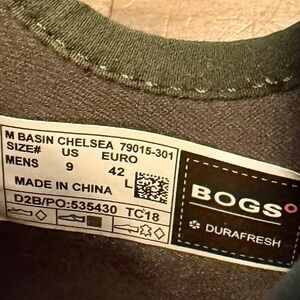 M BASIN CHELSEA 79015-301
SIZE# US EURO
MENS 9 42
MADE IN CHINA L
D2B/PO:535430 TC18
BOGS
DURAFRESH